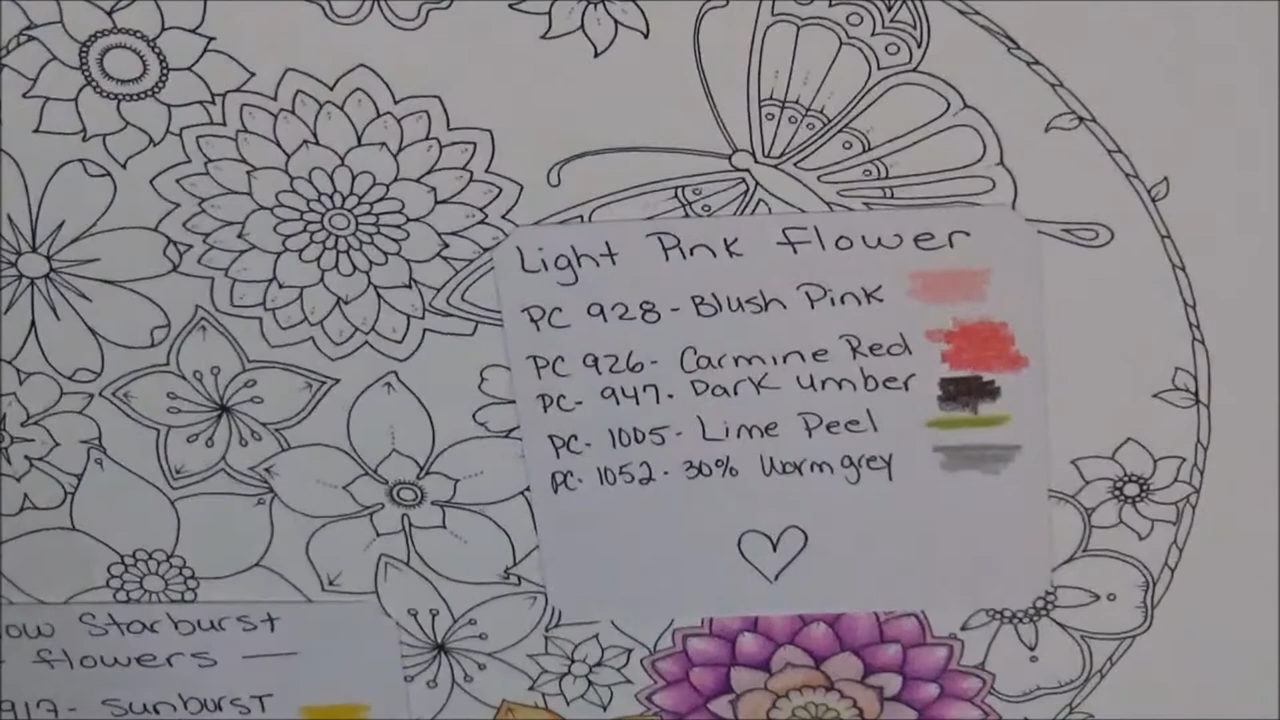 Light Pink Flower
PC 928 - Blush Pink
PC 926 - Carmine Red
PC - 947. Dark umber
PC - 1005 - Lime Peel
PC - 1052 - 30% Warm grey
ow Starburst
flowers —
917 - Sunburst